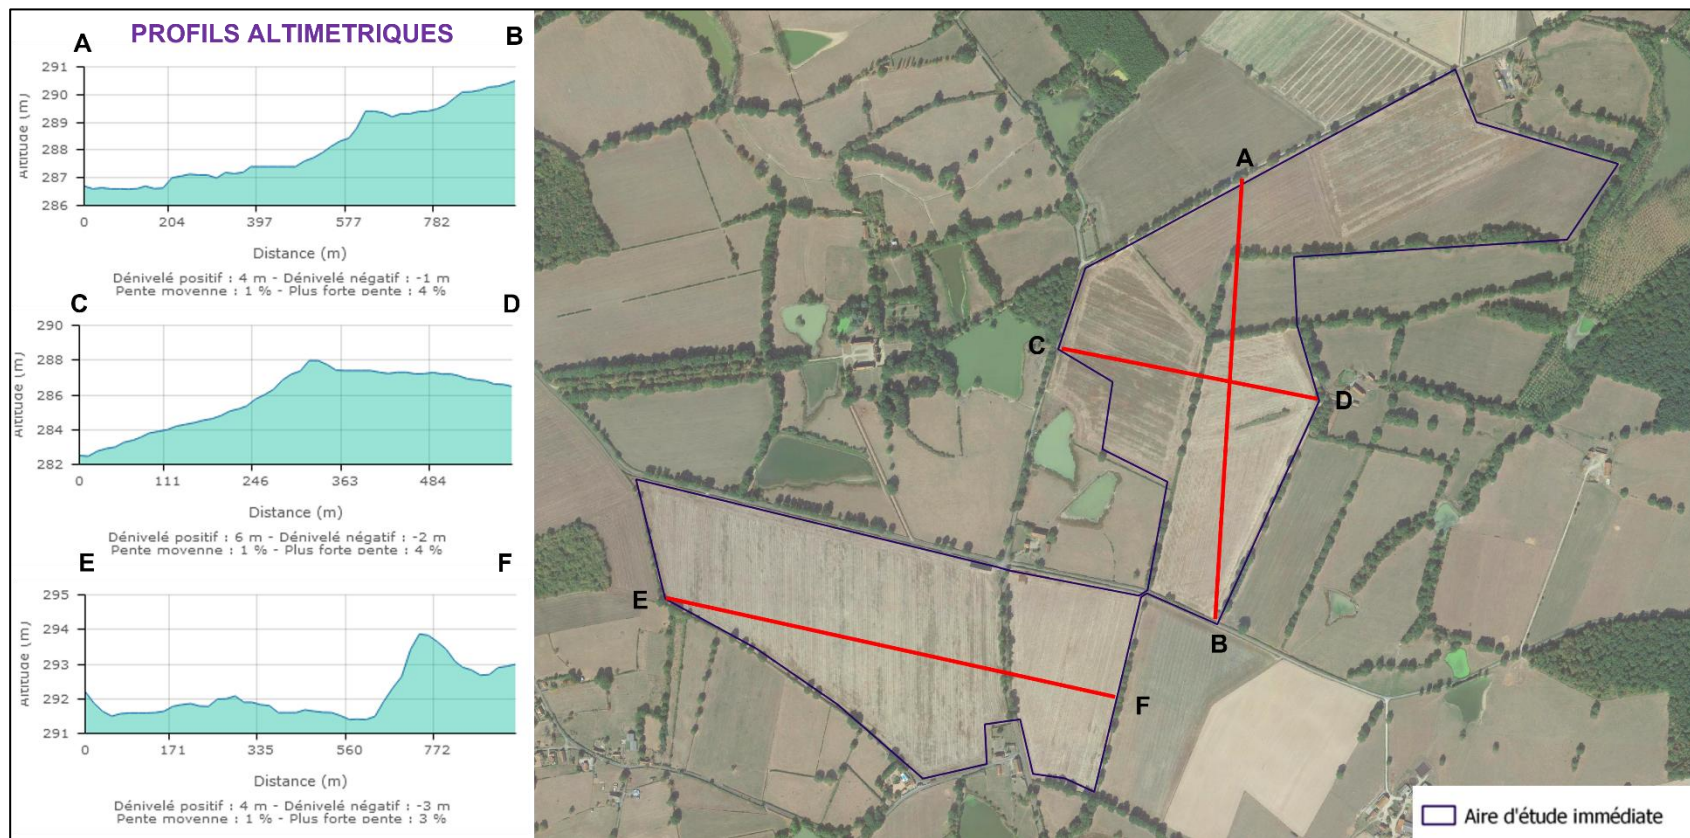 PROFILS ALTIMETRIQUES
A B
291
290
289
288
287
286
Altitude (m)
0 204 397 577 782
Distance (m)
Dénivelé positif : 4 m - Dénivelé négatif : -1 m
Pente moyenne : 1 % - Plus forte pente : 4 %
C D
290
288
286
284
282
Altitude (m)
0 111 246 363 484
Distance (m)
Dénivelé positif : 6 m - Dénivelé négatif : -2 m
Pente moyenne : 1 % - Plus forte pente : 4 %
E F
295
294
293
292
291
Altitude (m)
0 171 335 560 772
Distance (m)
Dénivelé positif : 4 m - Dénivelé négatif : -3 m
Pente moyenne : 1 % - Plus forte pente : 3 %
A
C
D
E
B
F
Aire d'étude immédiate